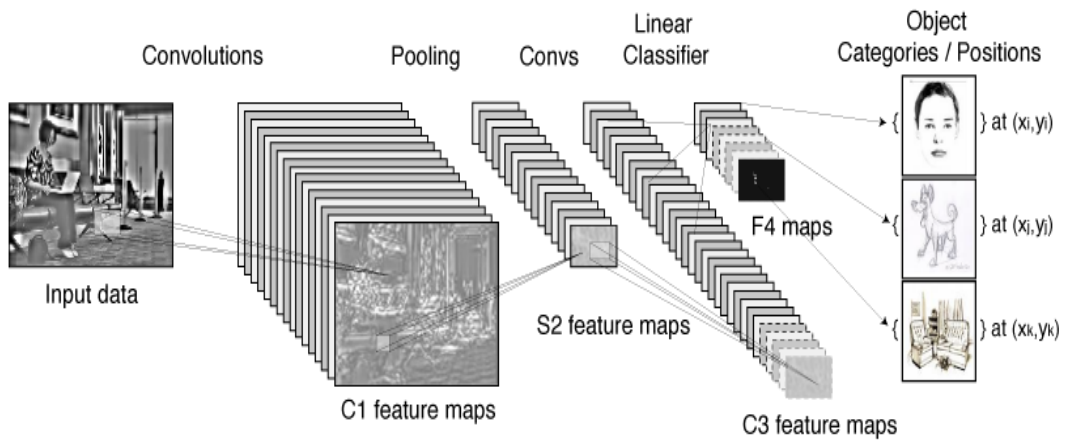 Convolutions
Pooling
Convs
Linear
Classifier
Object
Categories / Positions
Input data
C1 feature maps
S2 feature maps
C3 feature maps
F4 maps
{ } at (xi,yi)
{ } at (xj,yj)
{ } at (xk,yk)